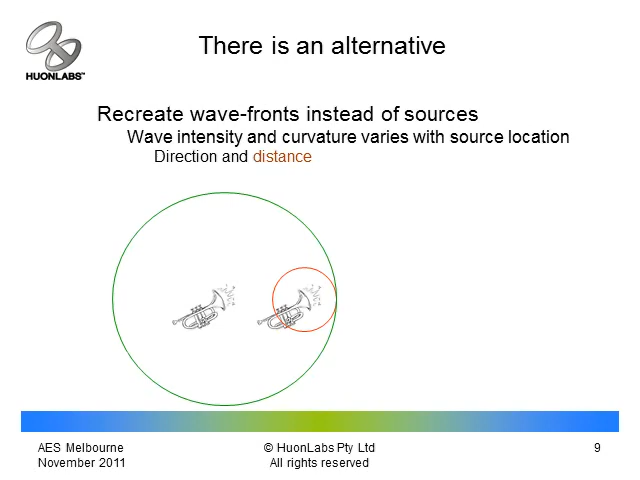 There is an alternative
HUONLABS™
Recreate wave-fronts instead of sources
Wave intensity and curvature varies with source location
Direction and distance
AES Melbourne
November 2011
© HuonLabs Pty Ltd
All rights reserved
9